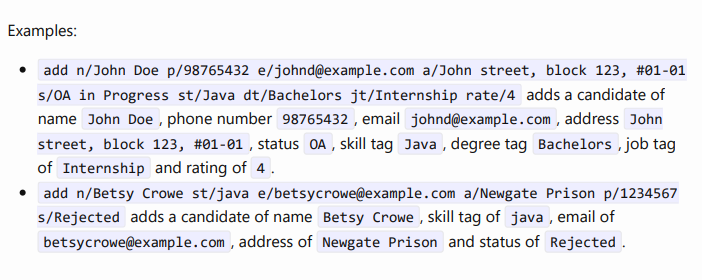 Examples:
• add n/John Doe p/98765432 e/johnd@example.com a/John street, block 123, #01-01
s/OA in Progress st/Java dt/Bachelors jt/Internship rate/4 adds a candidate of
name John Doe, phone number 98765432, email johnd@example.com, address John
street, block 123, #01-01, status OA, skill tag Java, degree tag Bachelors, job tag
of Internship and rating of 4.
• add n/Betsy Crowe st/java e/betsycrowe@example.com a/Newgate Prison p/1234567
s/Rejected adds a candidate of name Betsy Crowe, skill tag of java, email of
betsycrowe@example.com, address of Newgate Prison and status of Rejected.